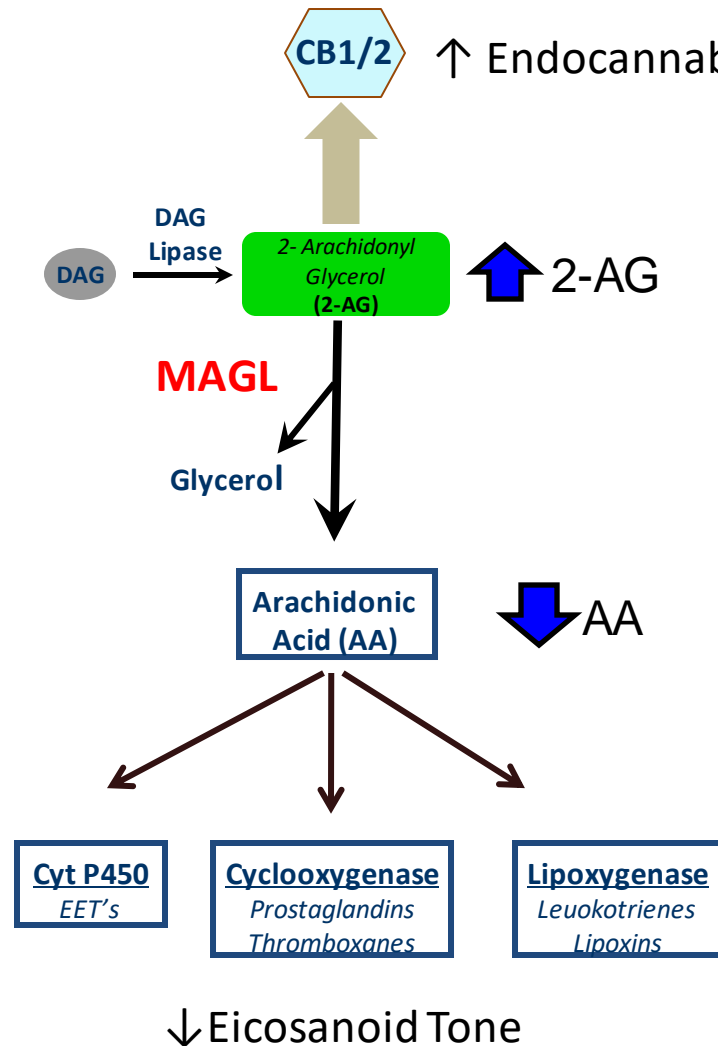 CB1/2
↑ Endocannab
DAG
Lipase
DAG
2- Arachidonyl
Glycerol
(2-AG)
2-AG
MAGL
Glycerol
Arachidonic
Acid (AA)
AA
Cyt P450
EET's
Cyclooxygenase
Prostaglandins
Thromboxanes
Lipoxygenase
Leuokotrienes
Lipoxins
↓Eicosanoid Tone